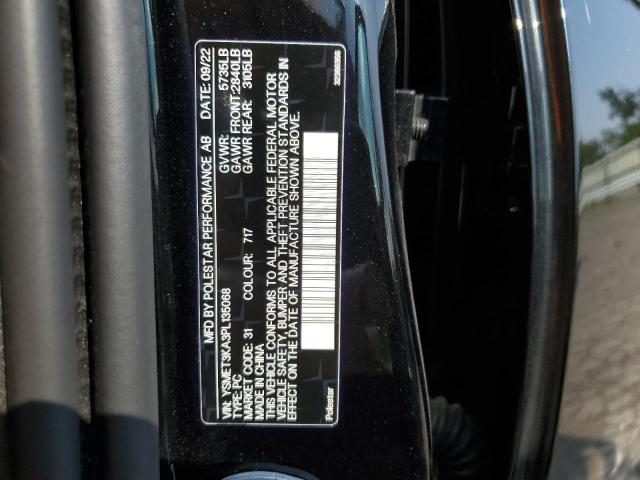 MFD BY POLESTAR PERFORMANCE AB DATE: 09/22
GVWR: 5735LB
GAWR FRONT: 2840LB
GAWR REAR: 3105LB
VIN: YSMET3KA3PL135068
TYPE: PC
MARKET CODE: 31 COLOUR: 717
MADE IN CHINA
THIS VEHICLE CONFORMS TO ALL APPLICABLE FEDERAL MOTOR
VEHICLE SAFETY, BUMPER AND THEFT PREVENTION STANDARDS IN
EFFECT ON THE DATE OF MANUFACTURE SHOWN ABOVE
Polestar